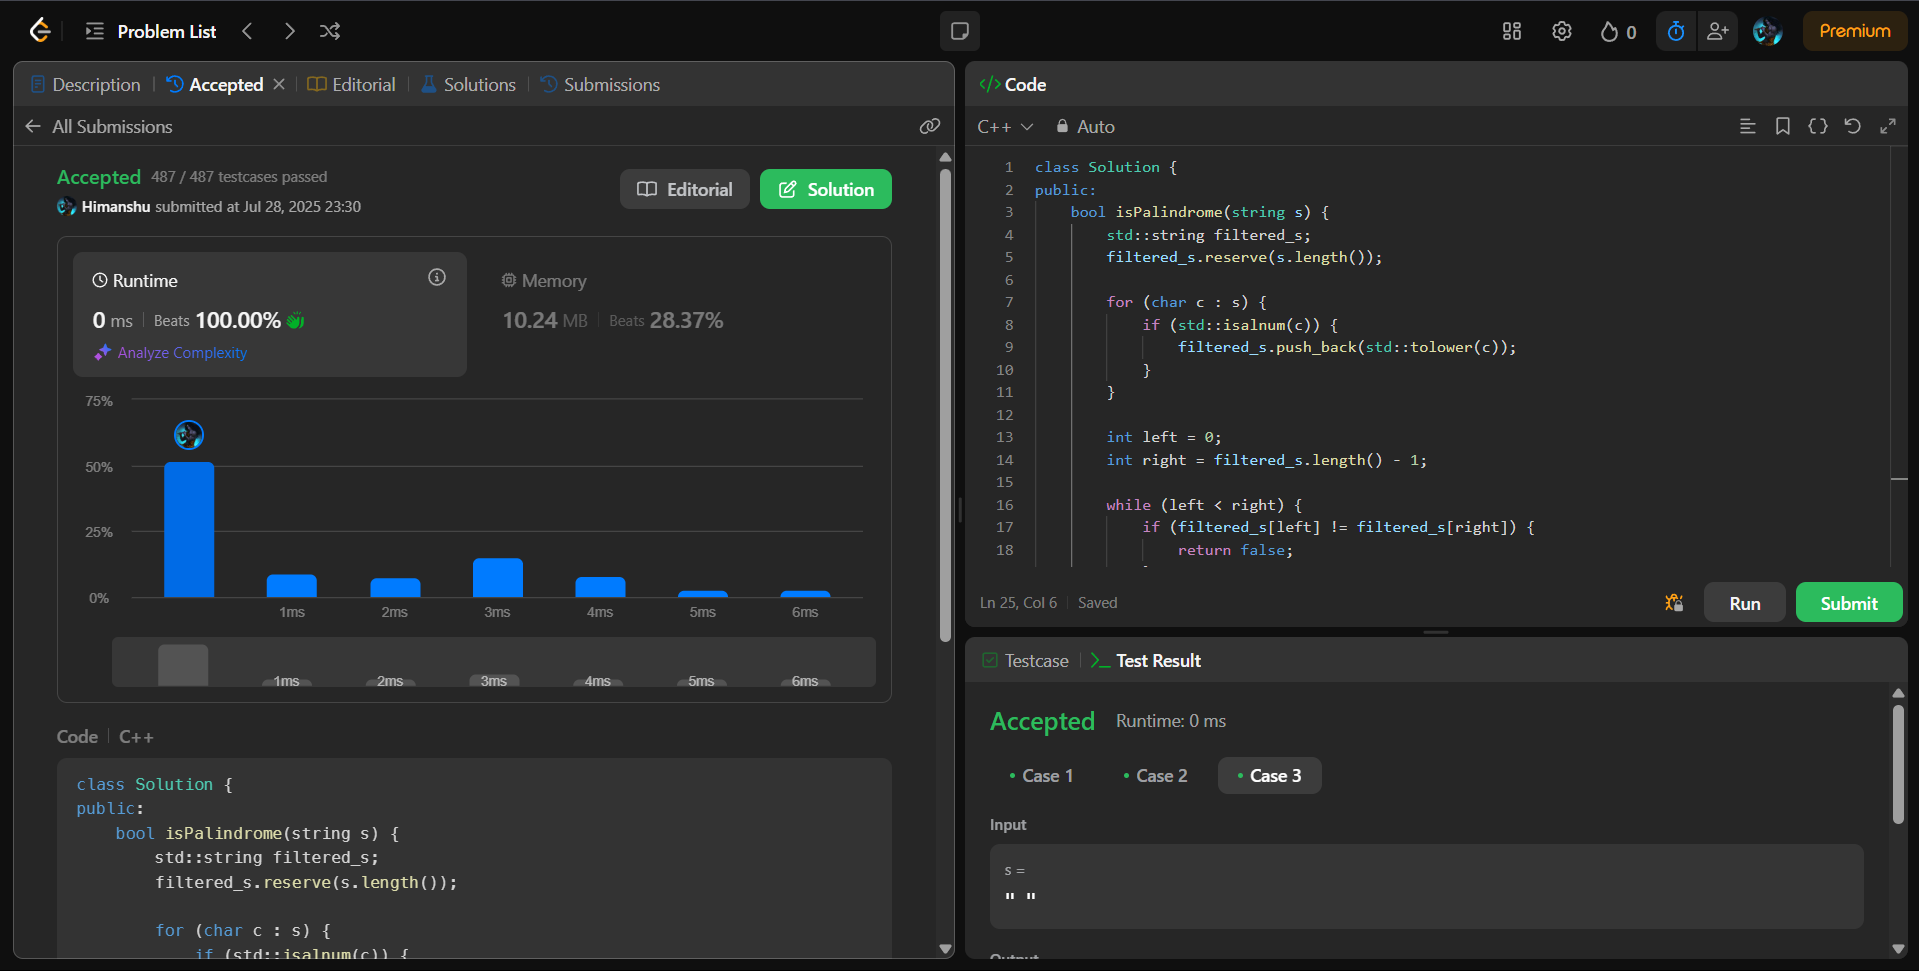 Problem List
0
Premium
Description
Accepted
Editorial
Solutions
Submissions
All Submissions
Accepted 487 / 487 testcases passed
Himanshu submitted at Jul 28, 2025 23:30
Editorial
Solution
Runtime
0 ms Beats 100.00%
Analyze Complexity
Memory
10.24 MB Beats 28.37%
75%
50%
25%
0%
1ms 2ms 3ms 4ms 5ms 6ms
1ms 2ms 3ms 4ms 5ms 6ms
Code C++
class Solution {
public:
    bool isPalindrome(string s) {
        std::string filtered_s;
        filtered_s.reserve(s.length());
        for (char c : s) {
            if (std::isalnum(c)) {
</> Code
C++ Auto
1 class Solution {
2 public:
3     bool isPalindrome(string s) {
4         std::string filtered_s;
5         filtered_s.reserve(s.length());
6
7         for (char c : s) {
8             if (std::isalnum(c)) {
9                 filtered_s.push_back(std::tolower(c));
10             }
11         }
12
13         int left = 0;
14         int right = filtered_s.length() - 1;
15
16         while (left < right) {
17             if (filtered_s[left] != filtered_s[right]) {
18                 return false;
Ln 25, Col 6 Saved
Run
Submit
Testcase
Test Result
Accepted Runtime: 0 ms
• Case 1
• Case 2
• Case 3
Input
s =
" "
Output